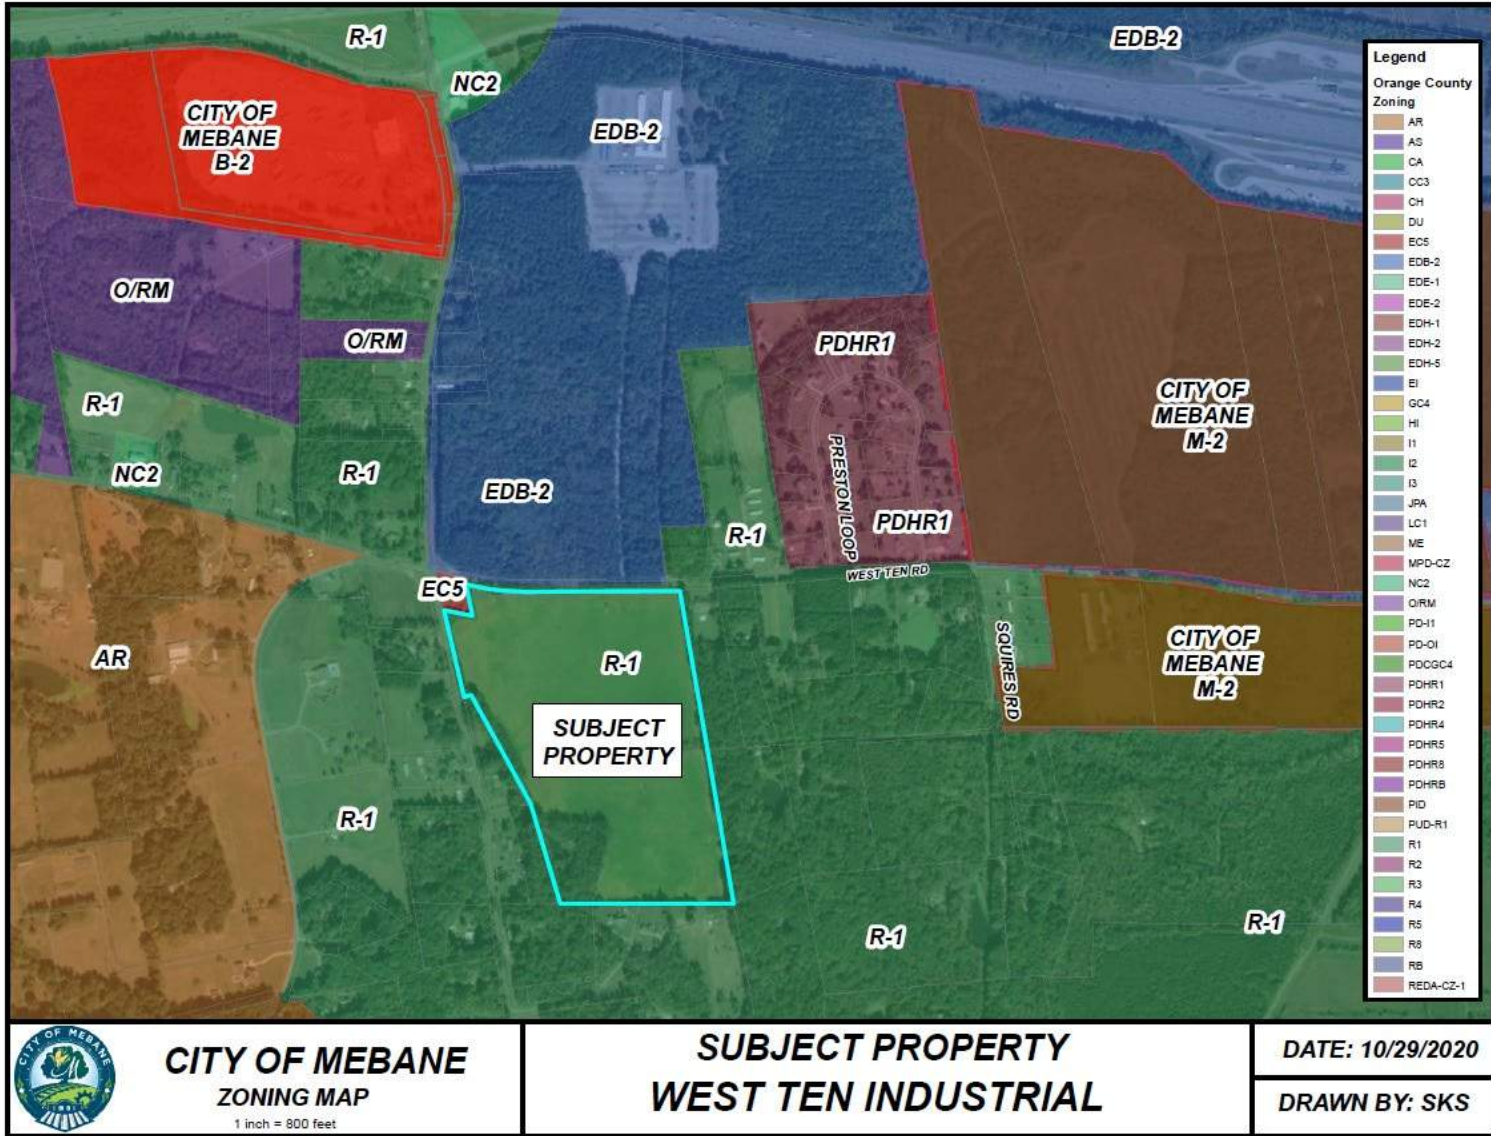 R-1
EDB-2
NC2
CITY OF
MEBANE
B-2
EDB-2
O/RM
O/RM
PDHR1
R-1
CITY OF
MEBANE
M-2
NC2
R-1
EDB-2
PRESTON LOOP
PDHR1
R-1
WEST TEN RD
EC5
AR
R-1
SQUIRES RD
CITY OF
MEBANE
M-2
SUBJECT
PROPERTY
R-1
R-1
R-1
Legend
Orange County
Zoning
AR
AS
CA
CC3
CH
DU
EC5
EDB-2
EDE-1
EDE-2
EDH-1
EDH-2
EDH-5
EI
GC4
HI
I1
I2
I3
JPA
LC1
ME
MPD-CZ
NC2
O/RM
PD-I1
PD-OI
PDCGC4
PDHR1
PDHR2
PDHR4
PDHR5
PDHR8
PDHRB
PID
PUD-R1
R1
R2
R3
R4
R5
R8
RB
REDA-CZ-1
CITY OF MEBANE
CITY OF MEBANE
ZONING MAP
1 inch = 800 feet
SUBJECT PROPERTY
WEST TEN INDUSTRIAL
DATE: 10/29/2020
DRAWN BY: SKS